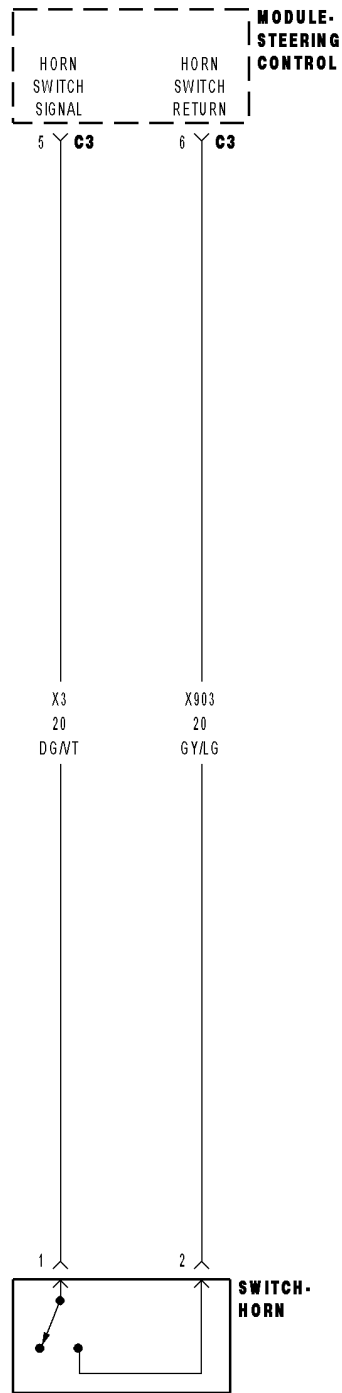 MODULE-
STEERING
CONTROL
HORN
SWITCH
SIGNAL
HORN
SWITCH
RETURN
5 C3
6 C3
X3
20
DG/VT
X903
20
GY/LG
1
2
SWITCH-
HORN